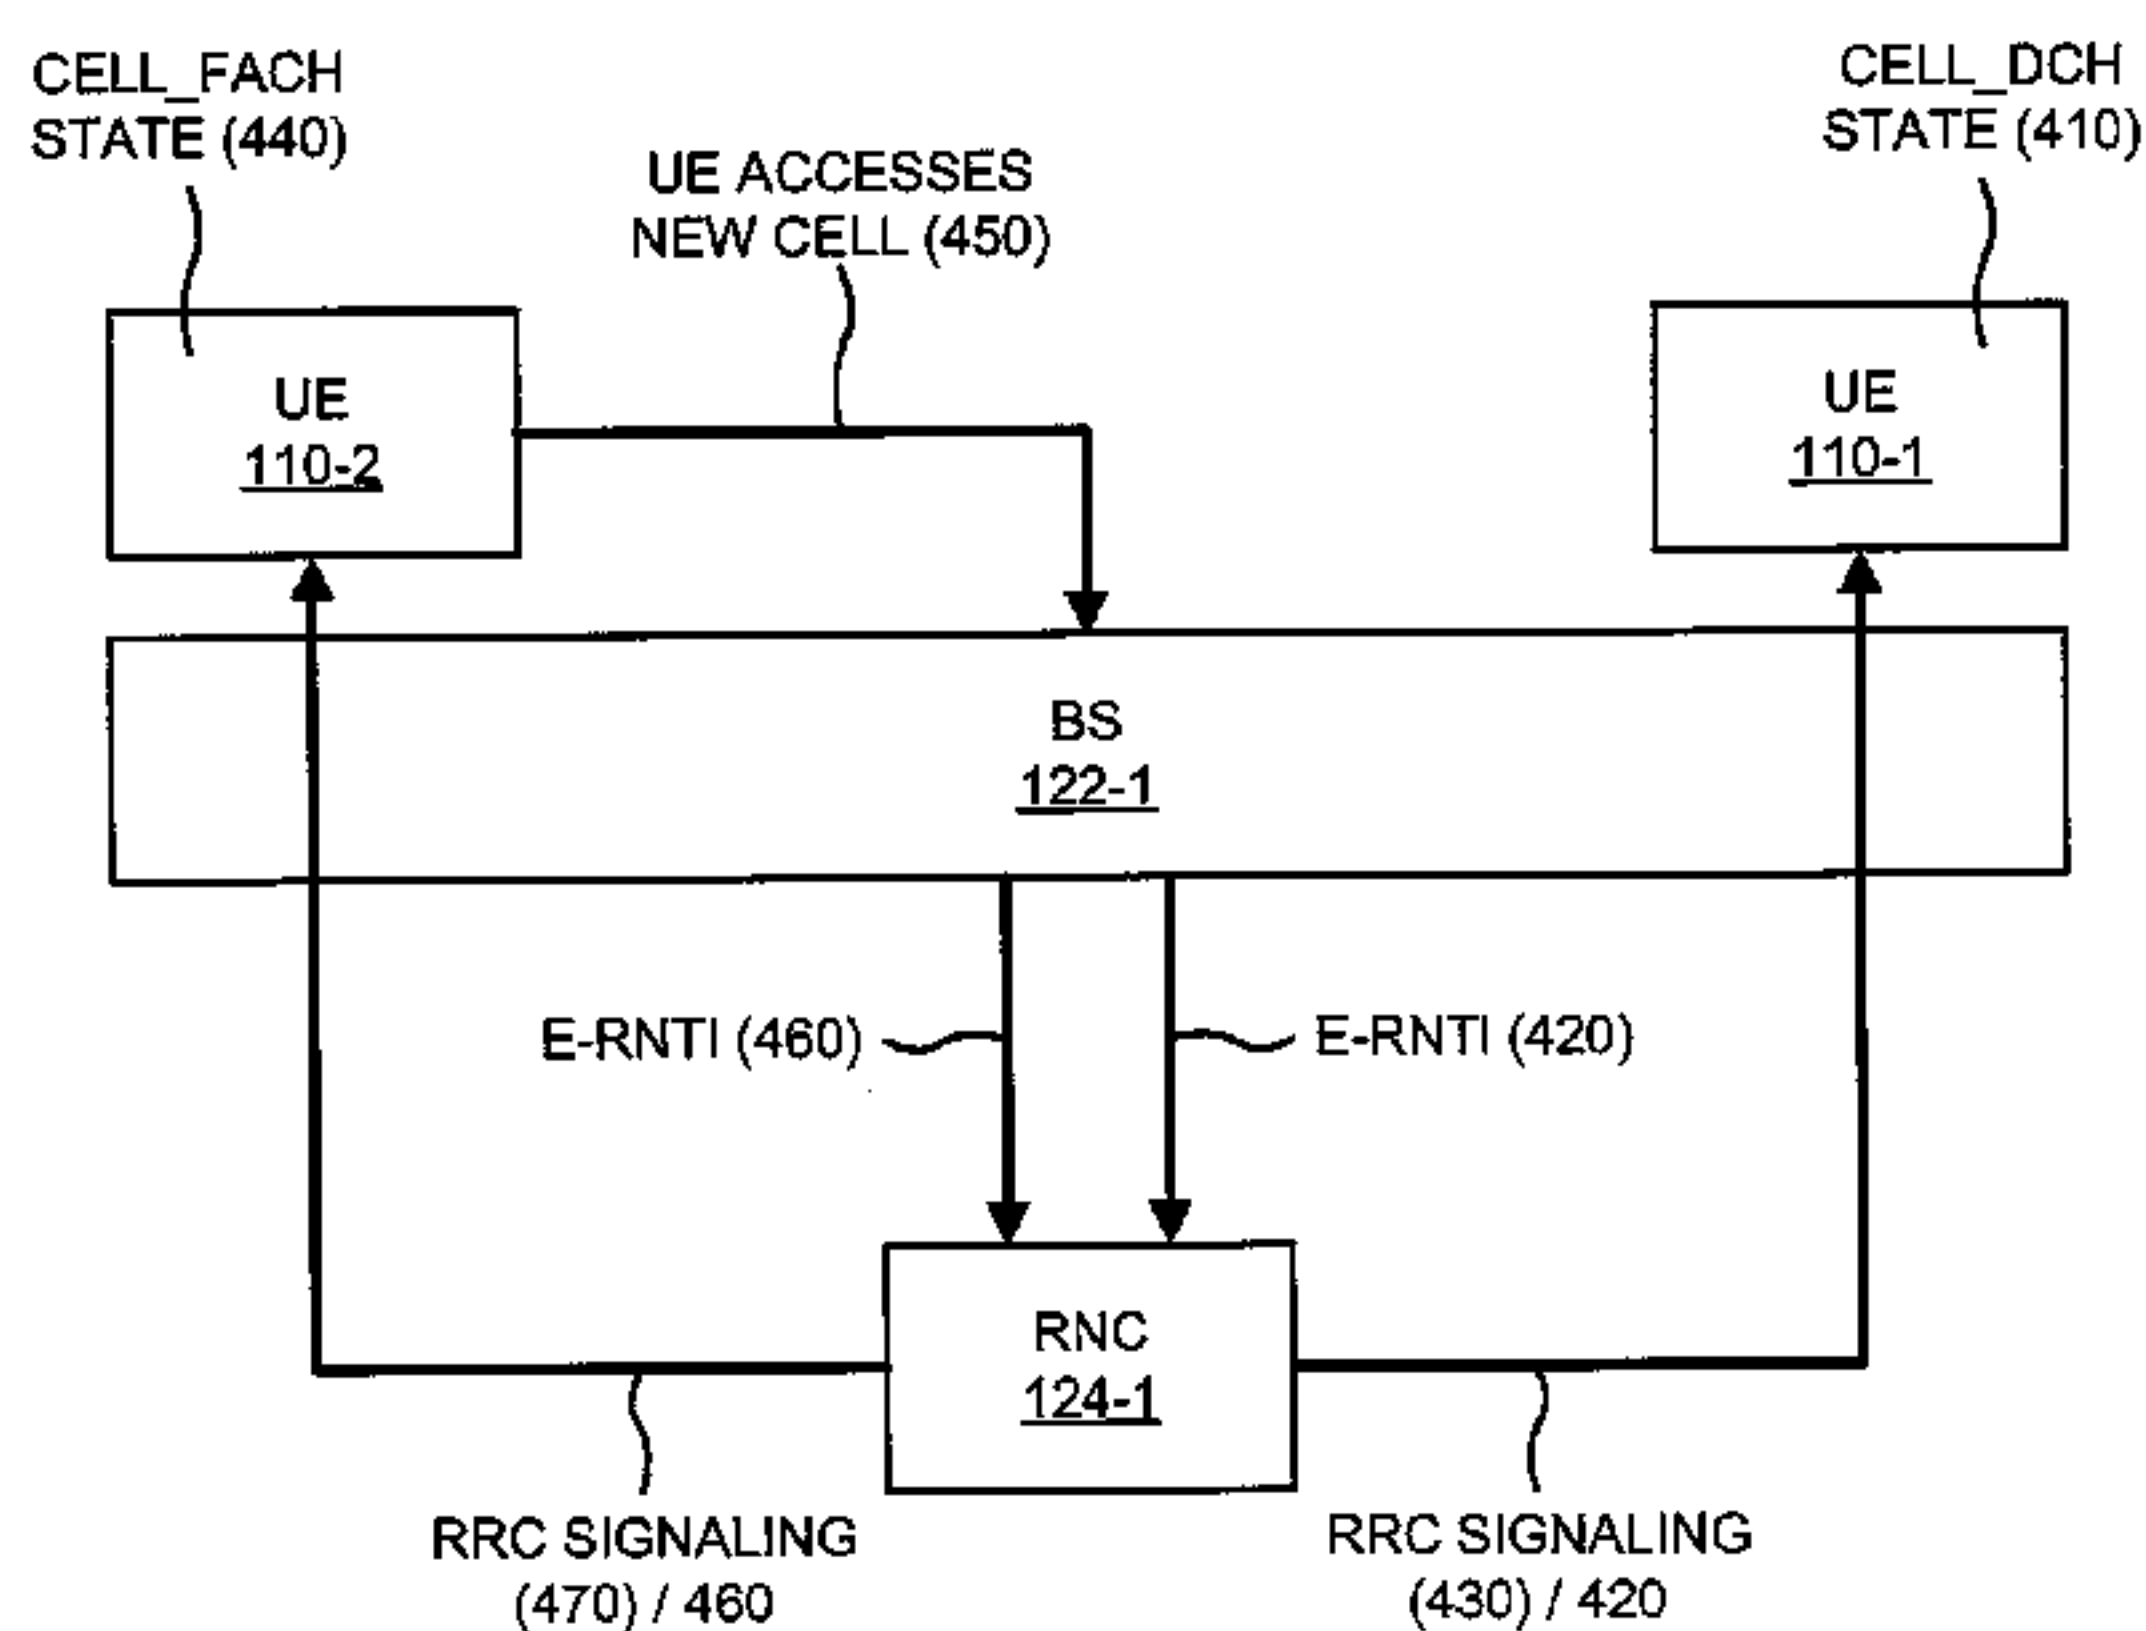 CELL_FACH
STATE (440)
CELL_DCH
STATE (410)
UE ACCESSES
NEW CELL (450)
UE
110-2
UE
110-1
BS
122-1
E-RNTI (460)
E-RNTI (420)
RNC
124-1
RRC SIGNALING
(470) / 460
RRC SIGNALING
(430) / 420